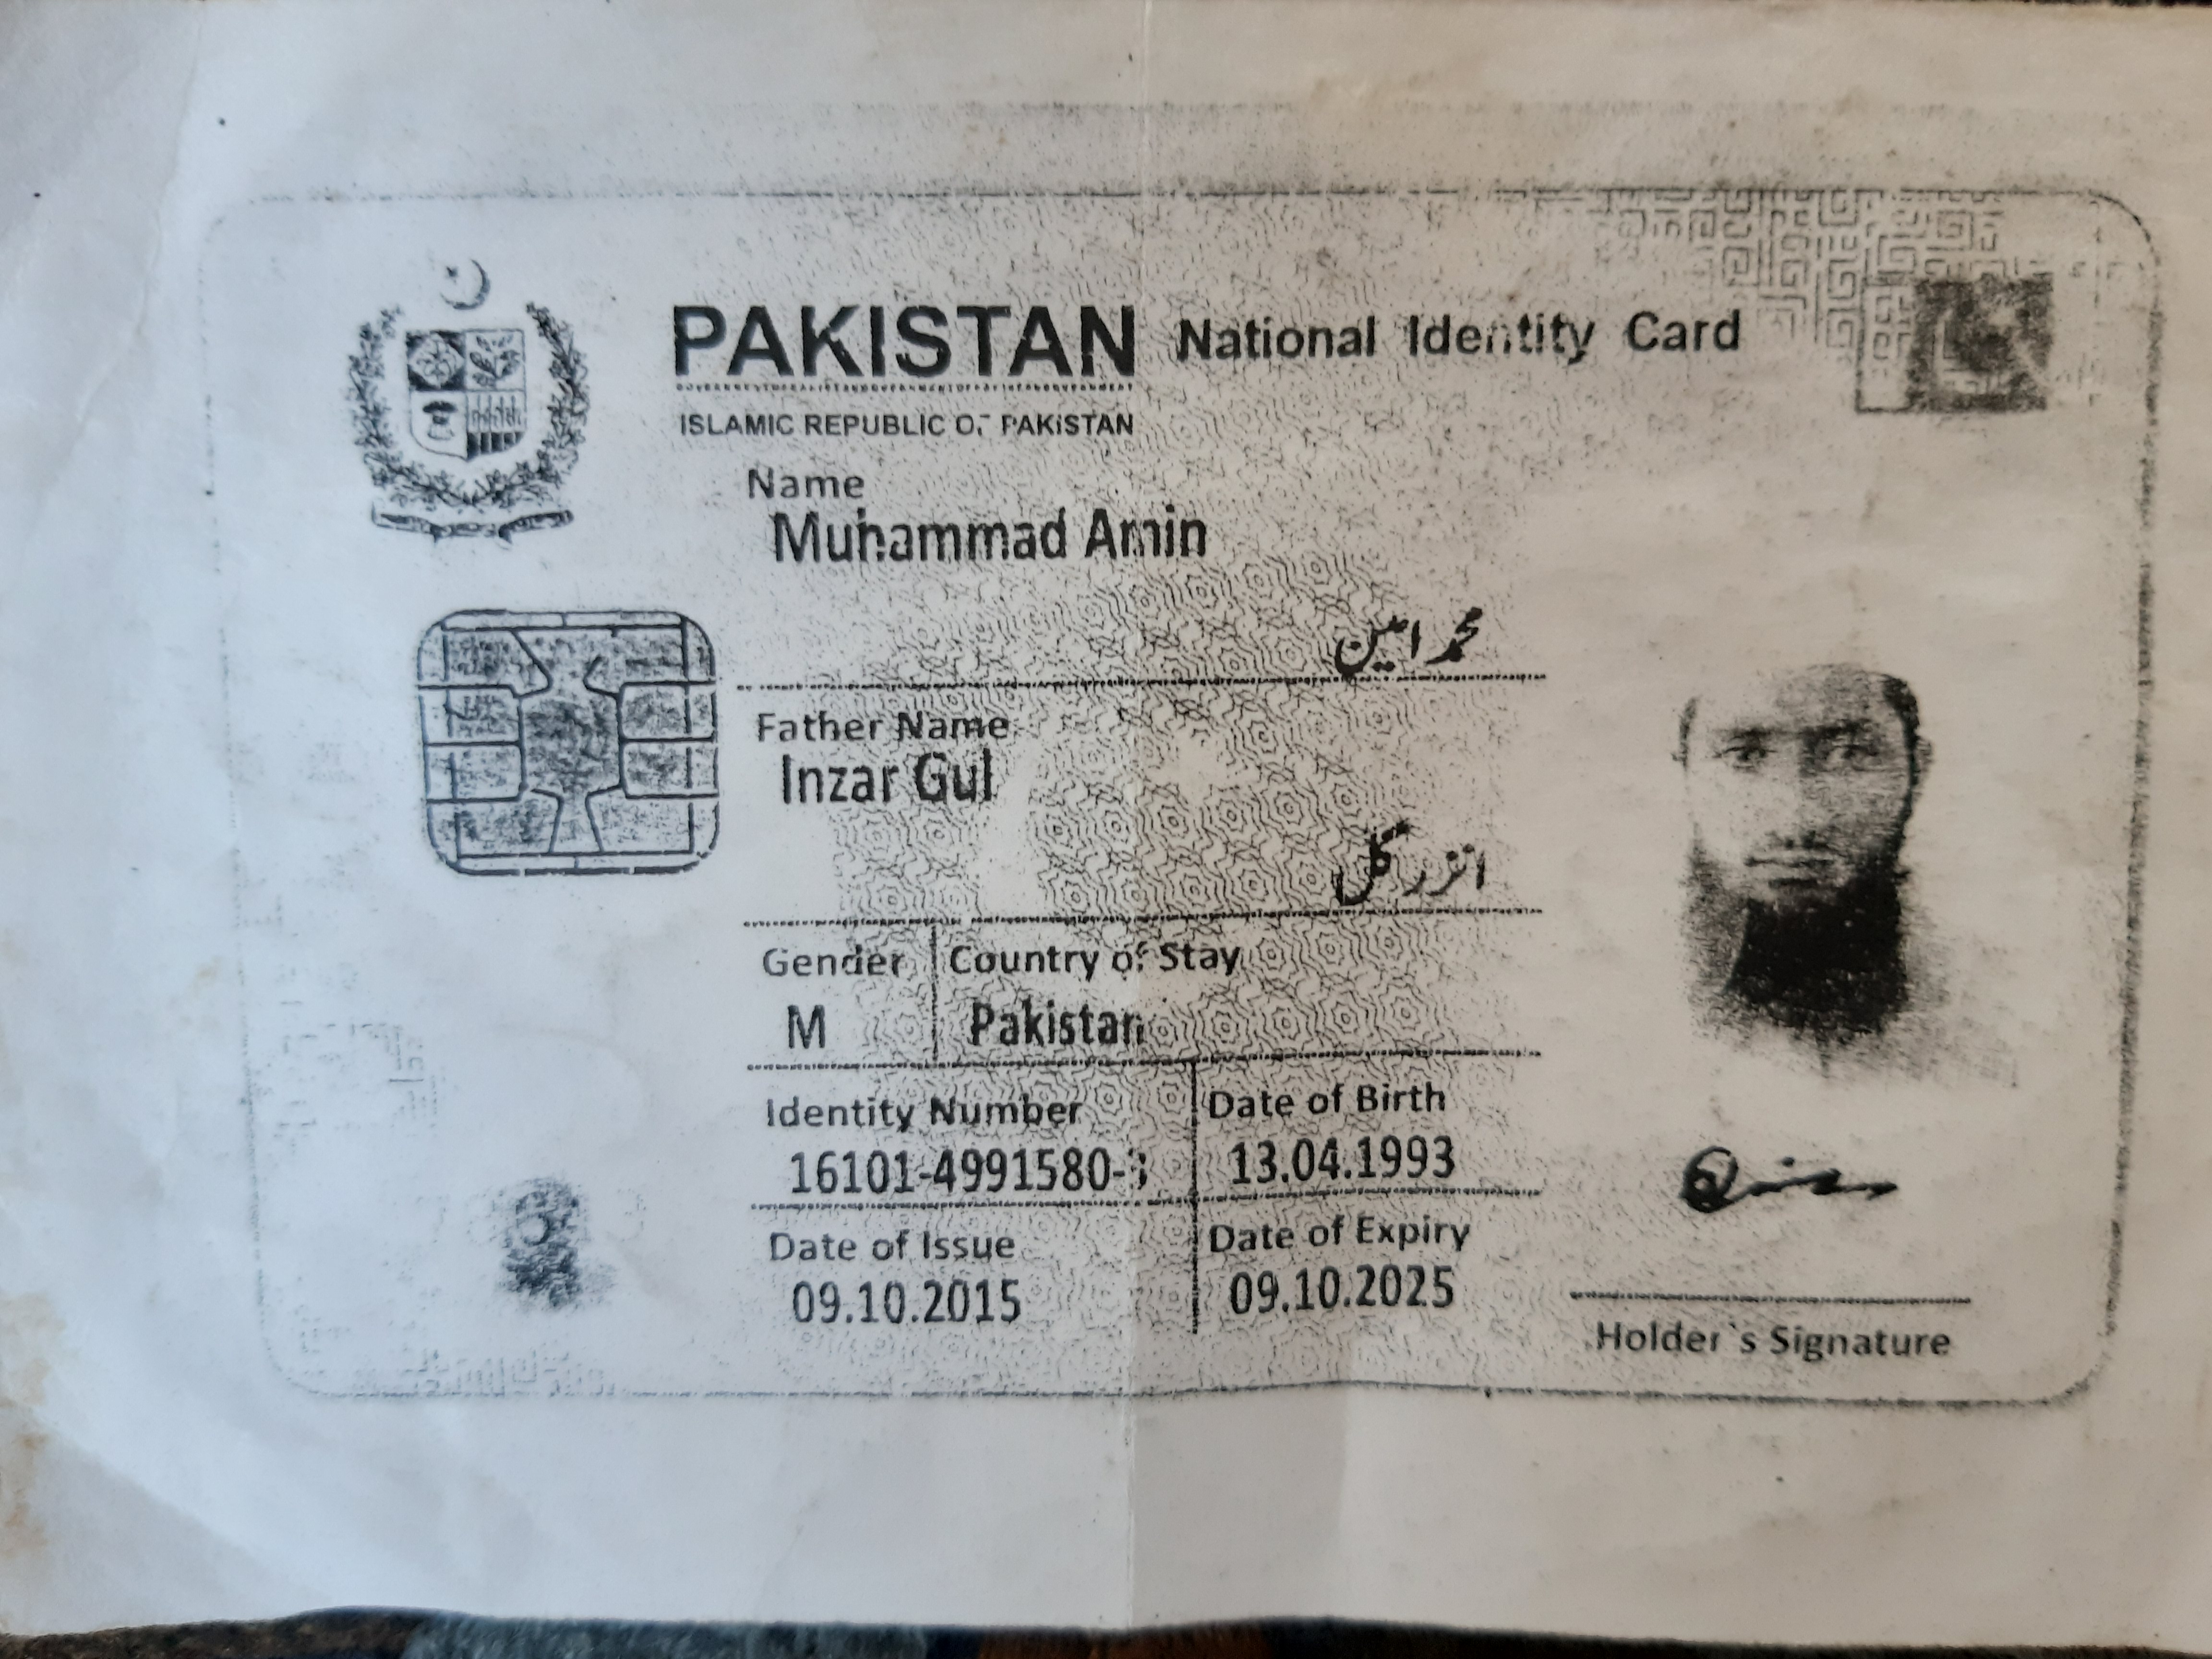 PAKISTAN National Identity Card
ISLAMIC REPUBLIC OF PAKISTAN
Name
Muhammad Amin
محمد امین
Father Name
Inzar Gul
انزر گل
Gender Country of Stay
M Pakistan
Identity Number Date of Birth
16101-4991580- 13.04.1993
Date of Issue Date of Expiry
09.10.2015 09.10.2025
Holder`s Signature